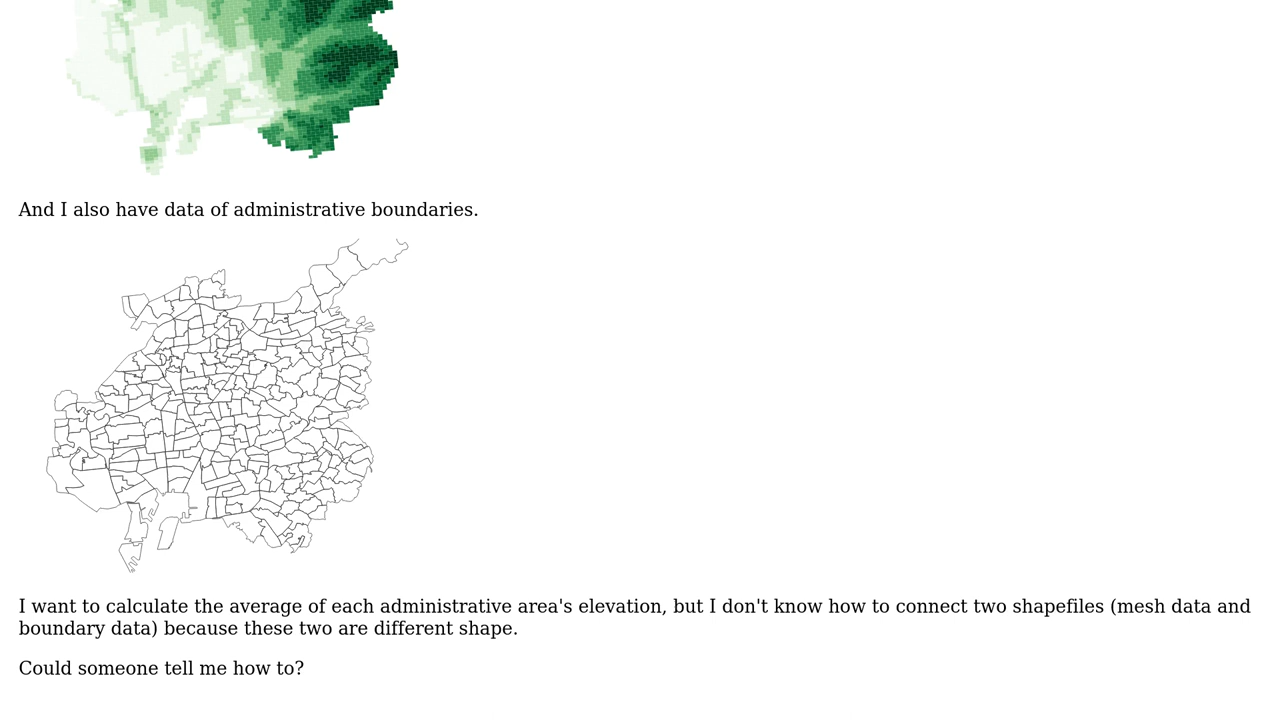 And I also have data of administrative boundaries.
I want to calculate the average of each administrative area's elevation, but I don't know how to connect two shapefiles (mesh data and
boundary data) because these two are different shape.
Could someone tell me how to?